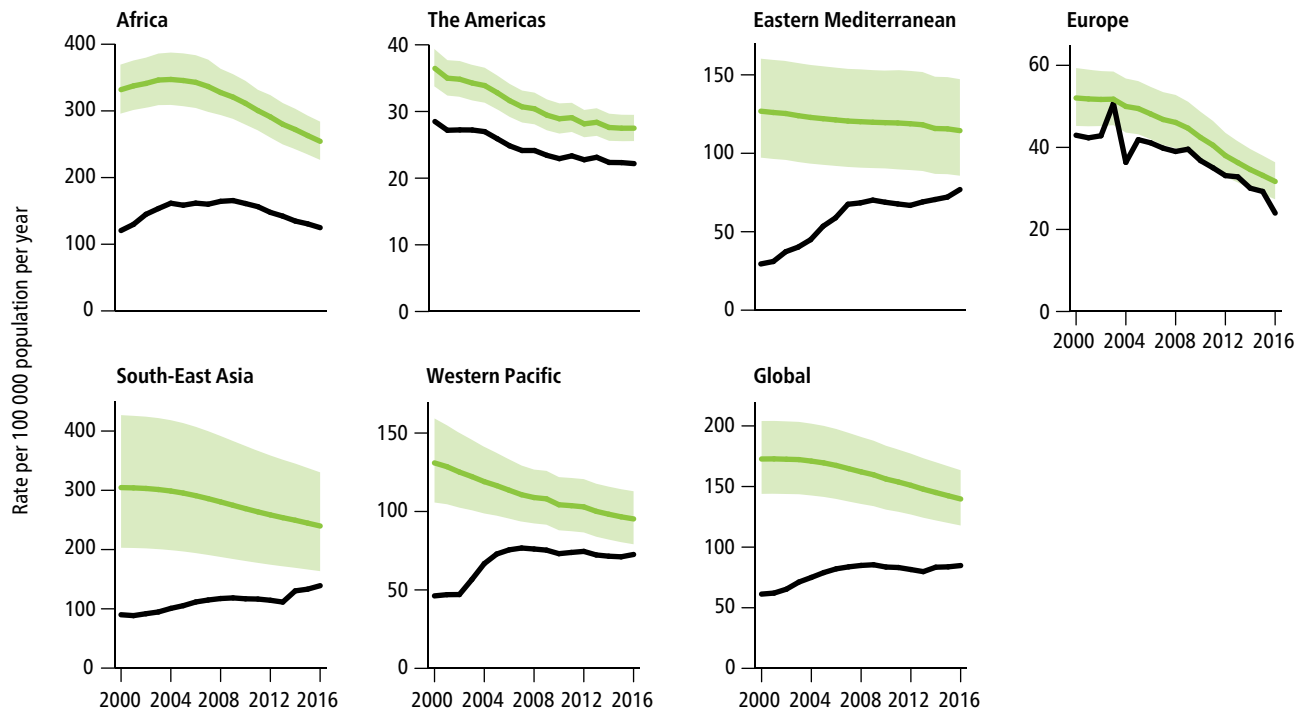 Africa
The Americas
Eastern Mediterranean
Europe
400
300
200
100
0
40
30
20
10
0
150
100
50
0
60
40
20
0
2000 2004 2008 2012 2016
Rate per 100 000 population per year
South-East Asia
Western Pacific
Global
400
300
200
100
0
2000 2004 2008 2012 2016
150
100
50
0
2000 2004 2008 2012 2016
200
150
100
50
0
2000 2004 2008 2012 2016